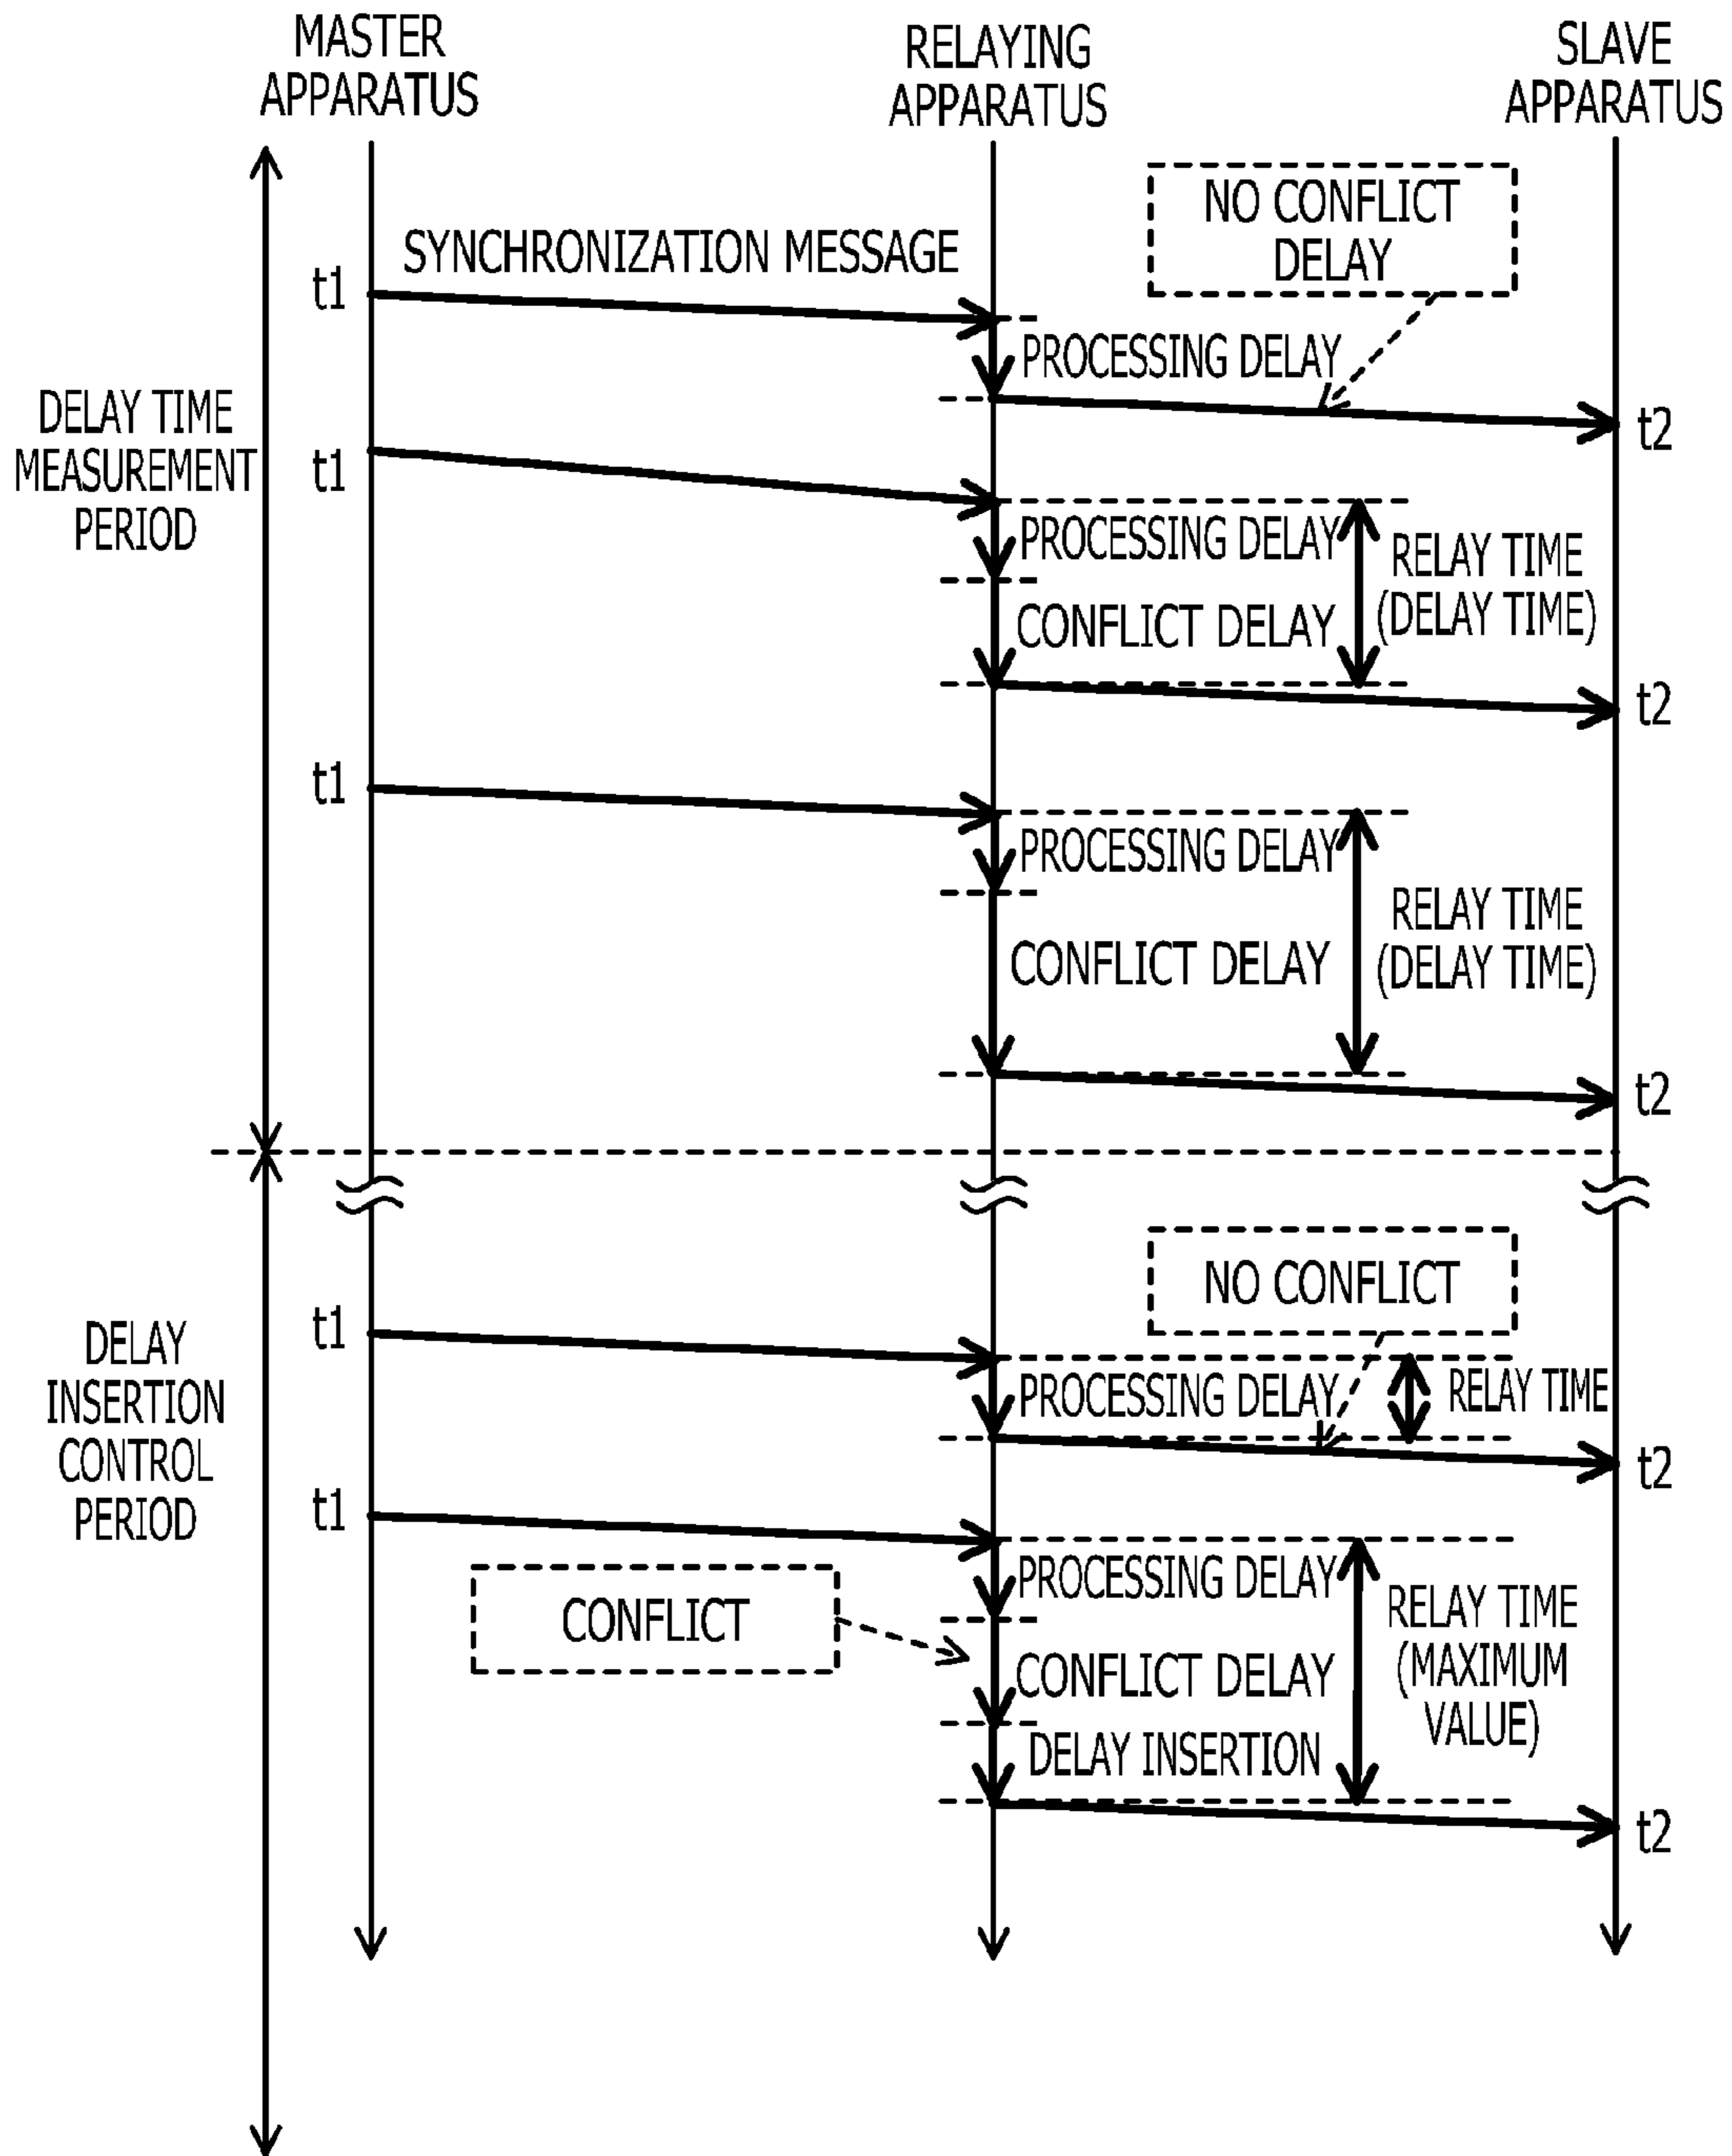 MASTER
APPARATUS
RELAYING
APPARATUS
SLAVE
APPARATUS
NO CONFLICT
DELAY
SYNCHRONIZATION MESSAGE
t1
PROCESSING DELAY
t2
DELAY TIME
MEASUREMENT
PERIOD
t1
PROCESSING DELAY
RELAY TIME
(DELAY TIME)
CONFLICT DELAY
t2
t1
PROCESSING DELAY
RELAY TIME
(DELAY TIME)
CONFLICT DELAY
t2
NO CONFLICT
t1
DELAY
INSERTION
CONTROL
PERIOD
PROCESSING DELAY
RELAY TIME
t2
t1
PROCESSING DELAY
CONFLICT
RELAY TIME
(MAXIMUM
VALUE)
CONFLICT DELAY
DELAY INSERTION
t2